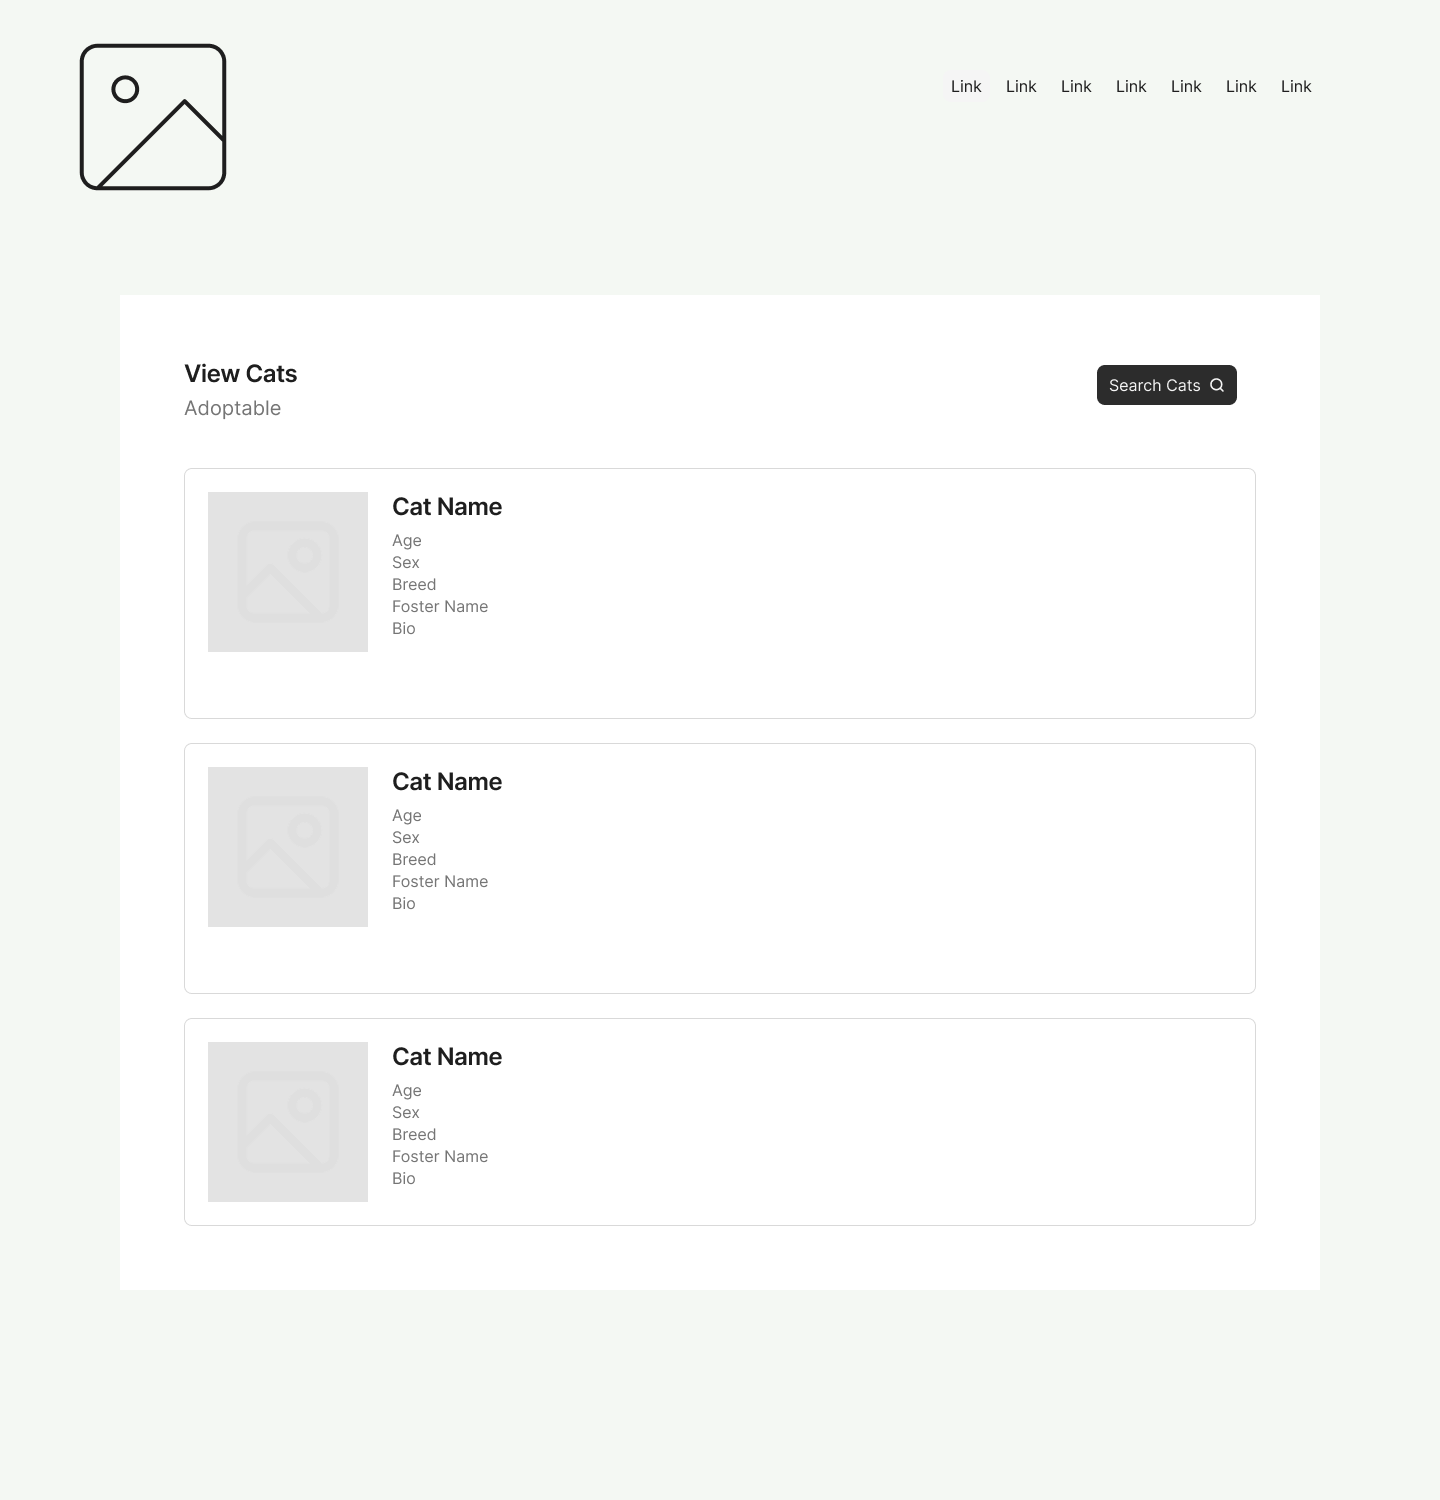 Link Link Link Link Link Link Link
View Cats
Adoptable
Search Cats
Cat Name
Age
Sex
Breed
Foster Name
Bio
Cat Name
Age
Sex
Breed
Foster Name
Bio
Cat Name
Age
Sex
Breed
Foster Name
Bio